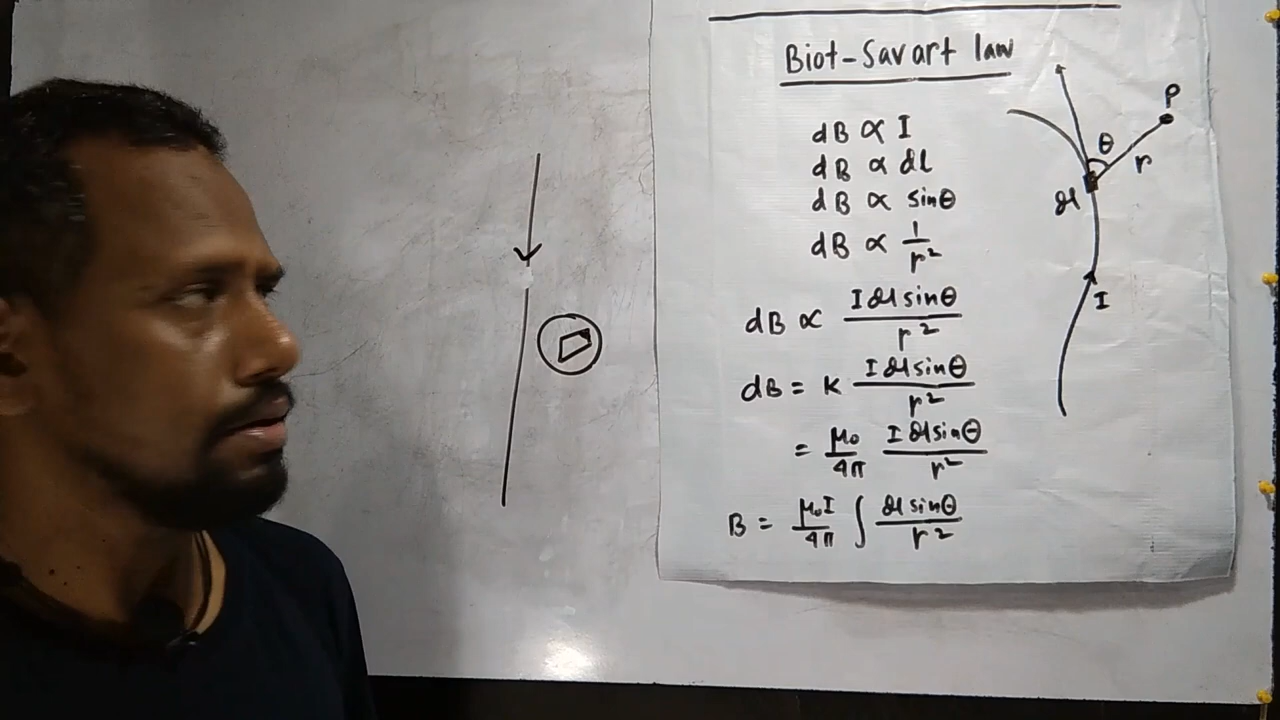 Biot-Savart law
dB ∝ I
dB ∝ dl
dB ∝ sinθ
dB ∝ 1/r²
dB ∝ I dl sinθ / r²
dB = K I dl sinθ / r²
= μ₀/4π I dl sinθ / r²
B = μ₀I/4π ∫ dl sinθ / r²
P
θ
r
dl
I